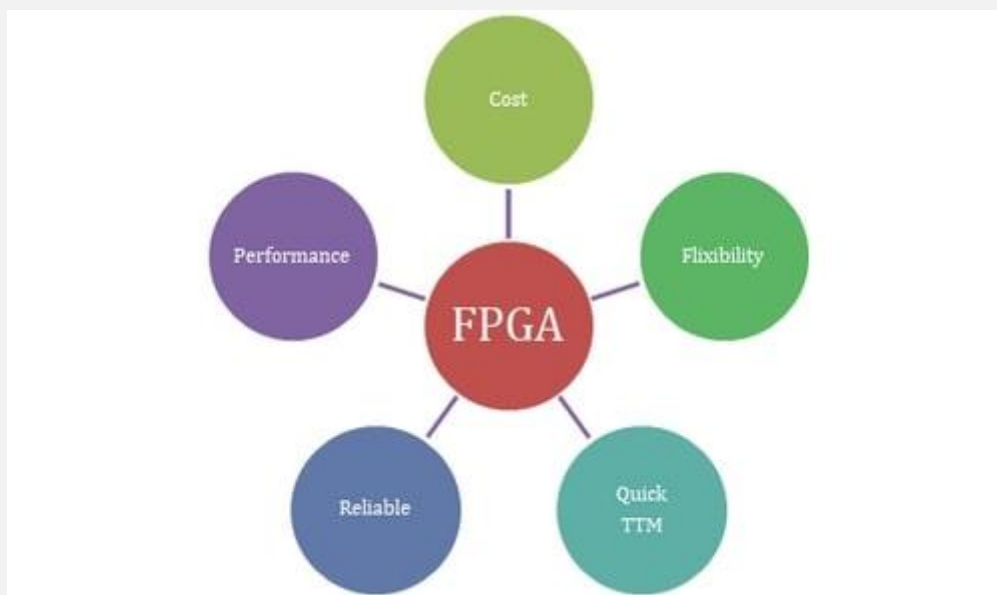 Cost
Performance
Flixibility
FPGA
Reliable
Quick
TTM